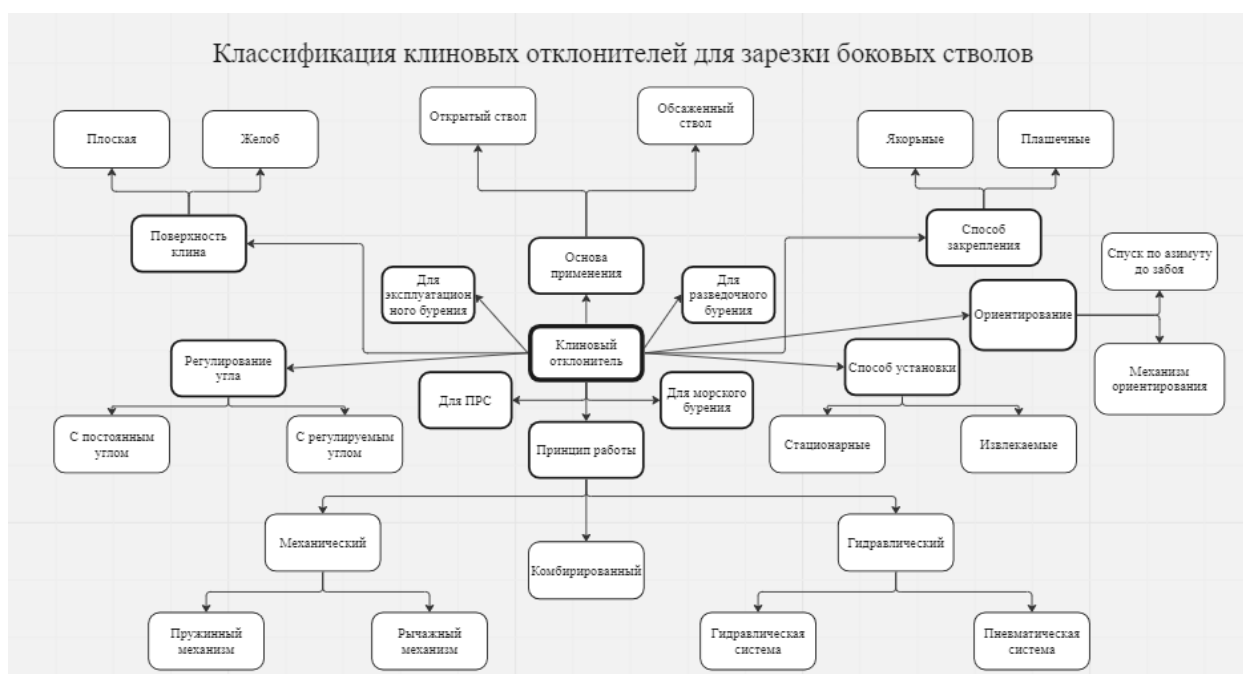 Классификация клиновых отклонителей для зарезки боковых стволов
Плоская
Желоб
Открытый ствол
Обсаженный
ствол
Якорьные
Плашечные
Поверхность
клина
Основа
применения
Способ
закрепления
Спуск по азимуту
до забоя
Для
эксплуатацион
ного бурения
Для
разведочного
бурения
Ориентирование
Клиновый
отклонитель
Регулирование
угла
Способ установки
Механизм
ориентирования
Для ПРС
Для морского
бурения
С постоянным
углом
С регулируемым
углом
Принцип работы
Стационарные
Извлекаемые
Механический
Комбирированный
Гидравлический
Пружинный
механизм
Рычажный
механизм
Гидравлическая
система
Пневматическая
система